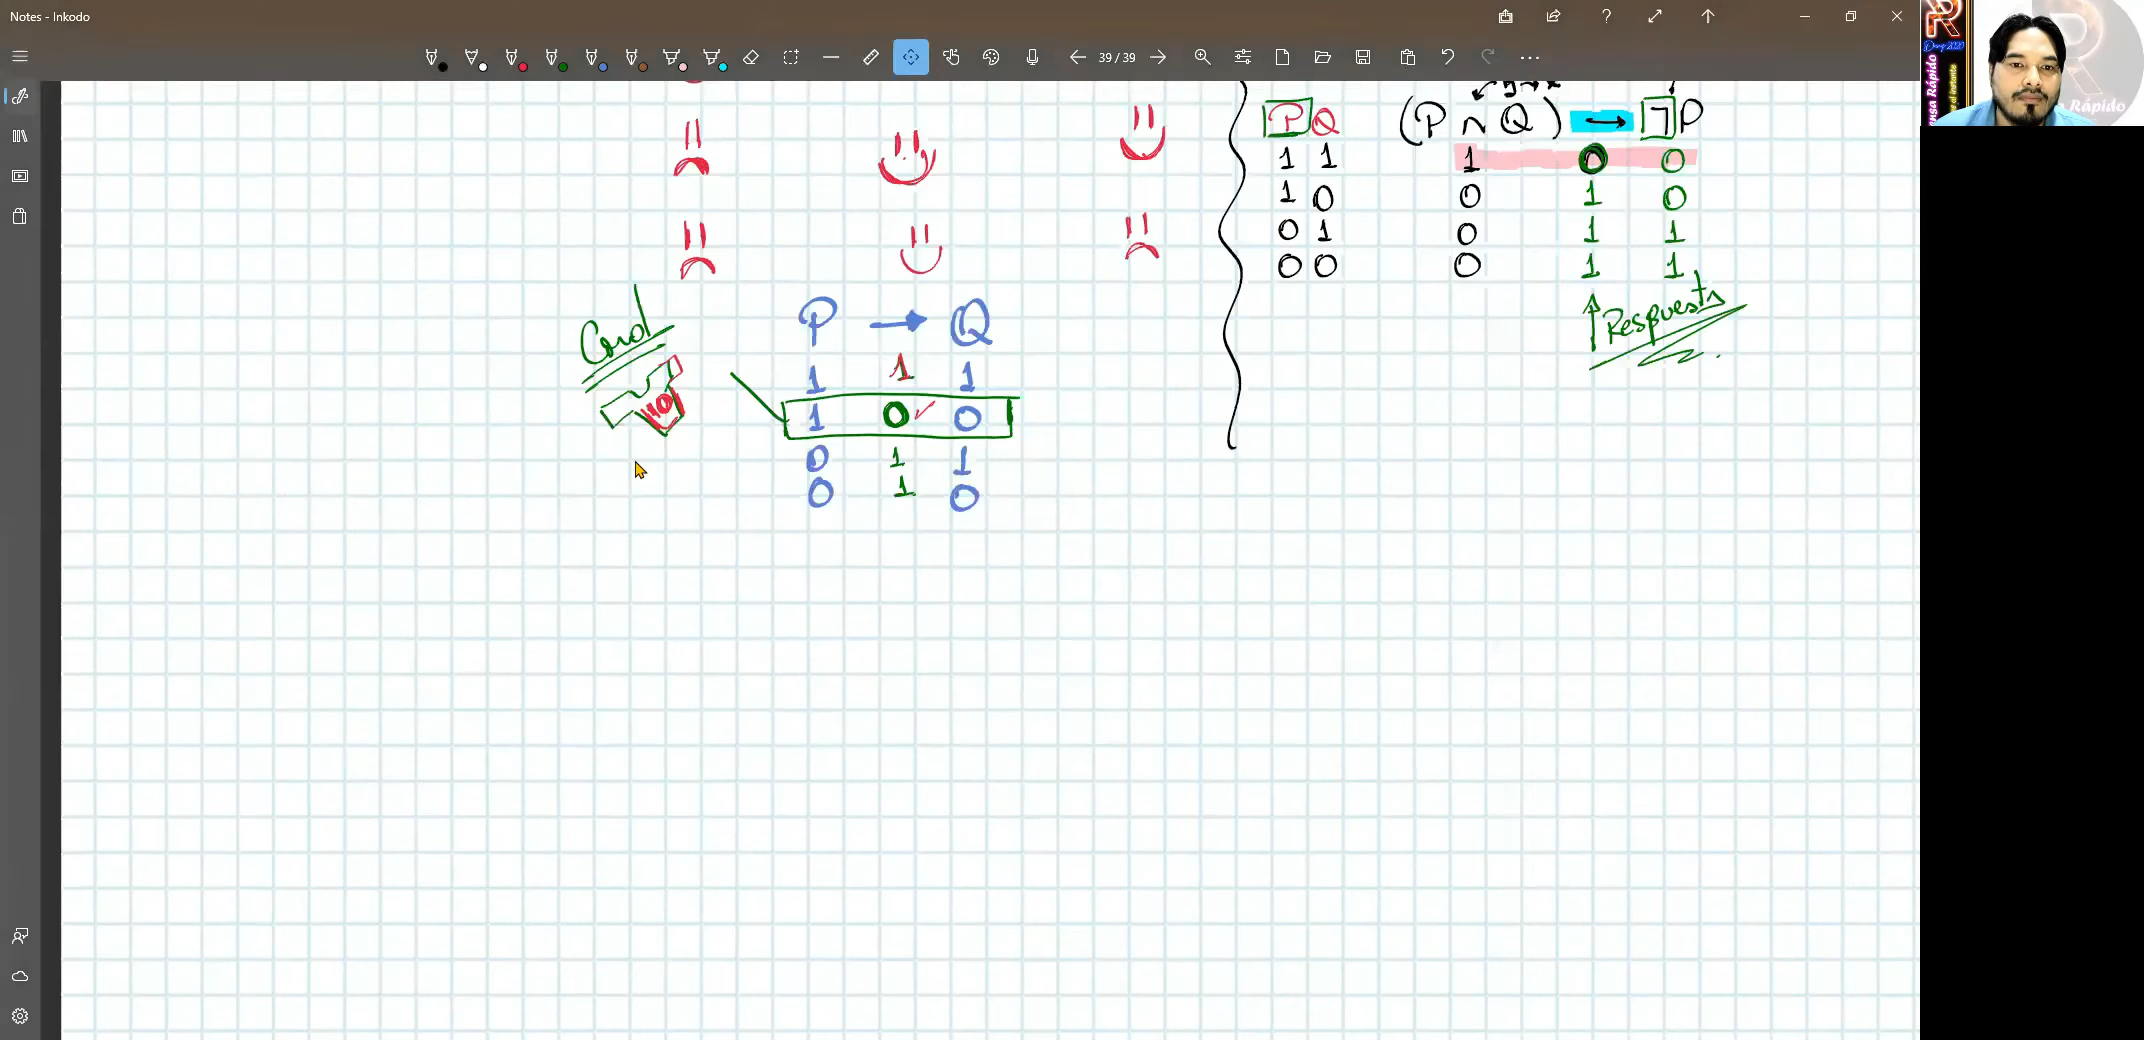 Notes - Inkodo
39 / 39
P Q (P ∩ Q) → ¬P
1 1 1 0 0
1 0 0 1 0
0 1 0 1 1
0 0 0 1 1
Respuesta
P → Q
1 1 1
1 0 ✓ 0
0 1 1
0 1 0
Rápido